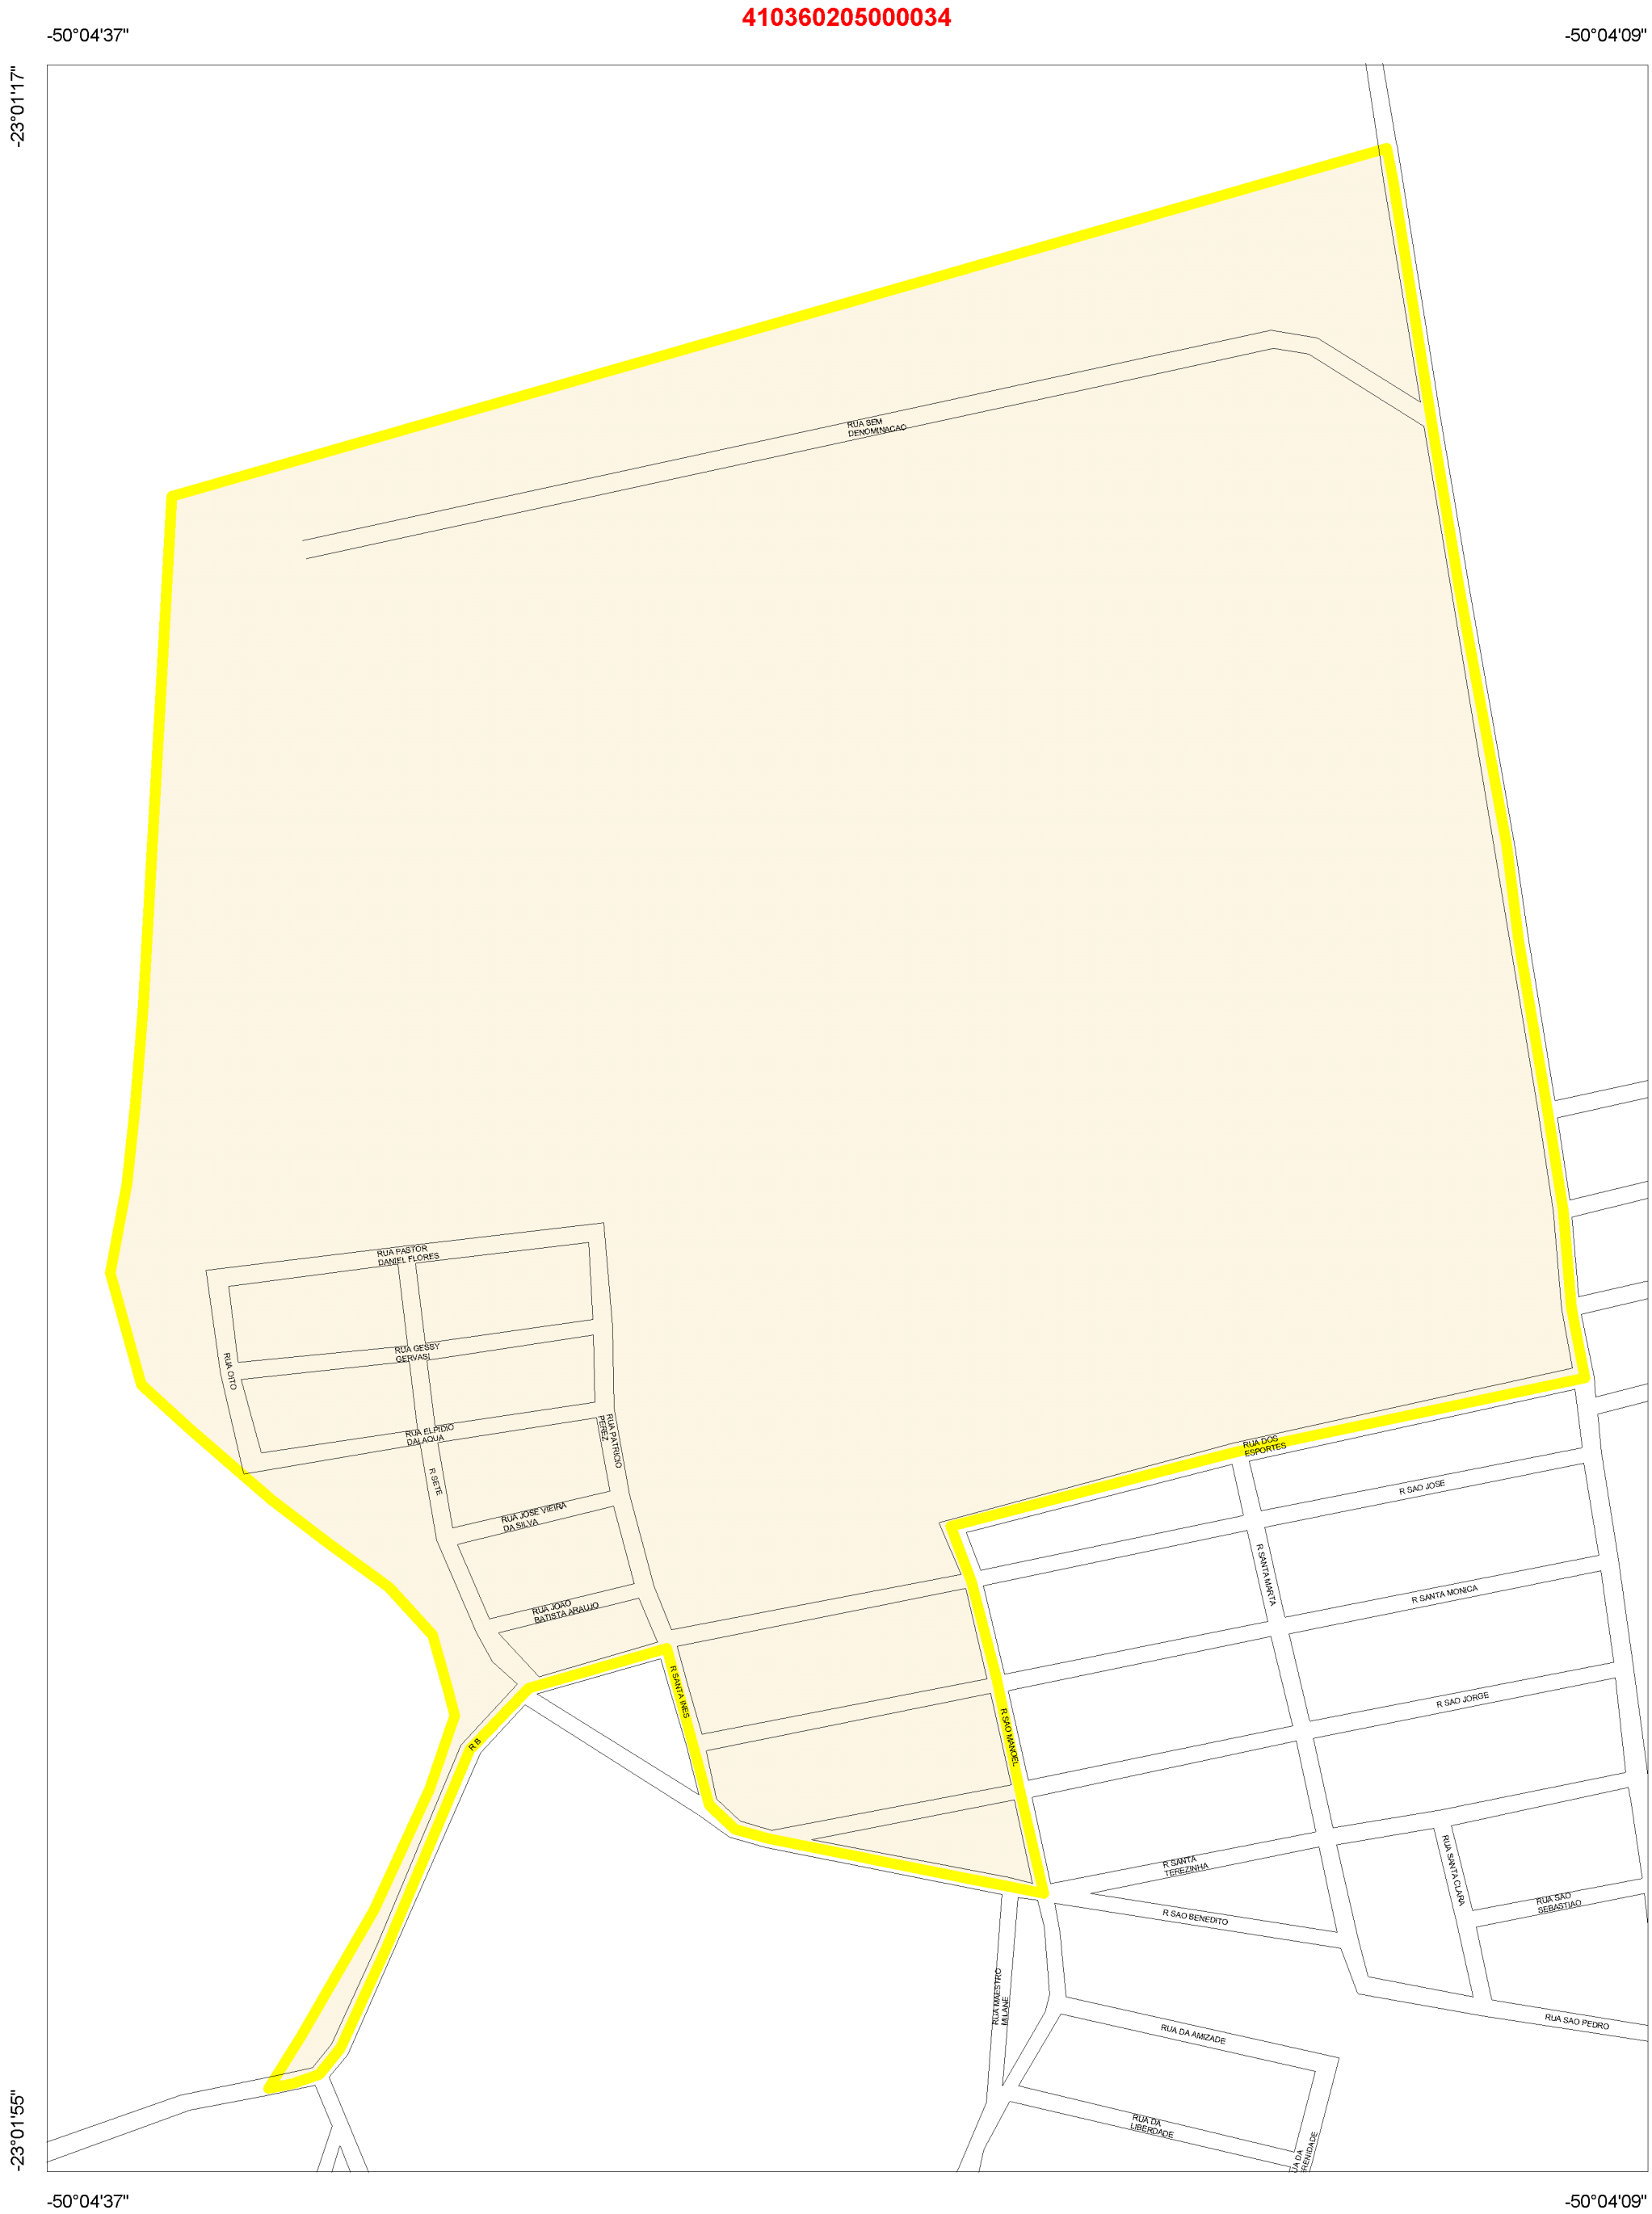 410360205000034
-50°04'37"
-50°04'09"
-23°01'17"
RUA SEM
DENOMINACAO
RUA PASTOR
DANIEL FLORES
RUA GESSY
GERVASI
RUA OITO
RUA ELPIDIO
DALAQUA
RUA PATRICIO
PEREZ
R SETE
RUA JOSE VIEIRA
DA SILVA
RUA JOAO
BATISTA ARAUJO
RUA DOS
ESPORTES
R SAO JOSE
R SANTA MARTA
R SANTA MONICA
R SANTA INES
R SAO MANOEL
R SAO JORGE
R B
R SANTA
TEREZINHA
RUA SANTA CLARA
RUA SAO
SEBASTIAO
R SAO BENEDITO
RUA MAESTRO
MILANE
RUA DA AMIZADE
RUA SAO PEDRO
RUA DA
LIBERDADE
UA DA
RENIDADE
-23°01'55"
-50°04'37"
-50°04'09"